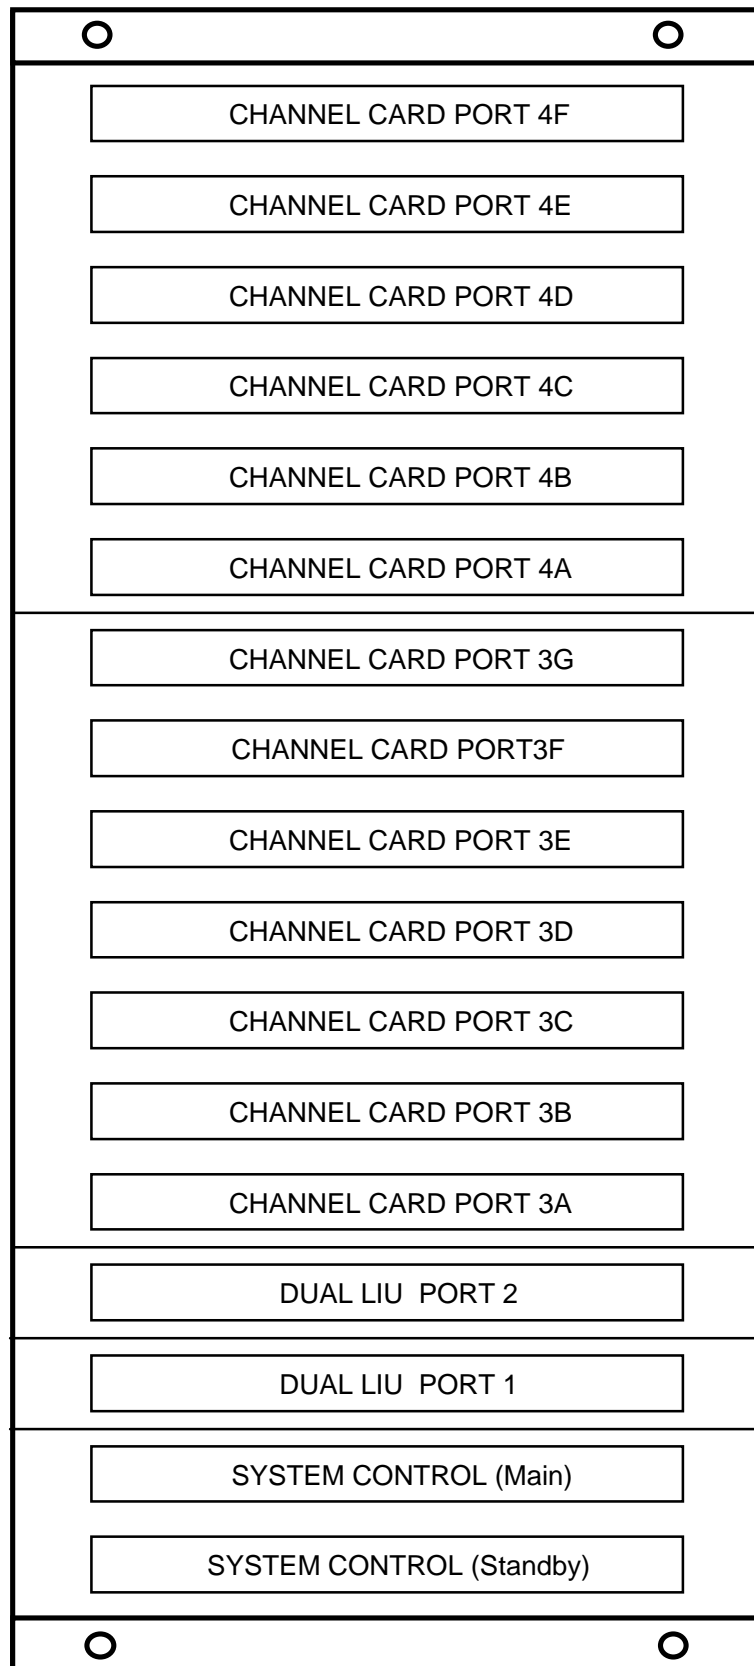 CHANNEL CARD PORT 4F
CHANNEL CARD PORT 4E
CHANNEL CARD PORT 4D
CHANNEL CARD PORT 4C
CHANNEL CARD PORT 4B
CHANNEL CARD PORT 4A
CHANNEL CARD PORT 3G
CHANNEL CARD PORT3F
CHANNEL CARD PORT 3E
CHANNEL CARD PORT 3D
CHANNEL CARD PORT 3C
CHANNEL CARD PORT 3B
CHANNEL CARD PORT 3A
DUAL LIU  PORT 2
DUAL LIU  PORT 1
SYSTEM CONTROL (Main)
SYSTEM CONTROL (Standby)